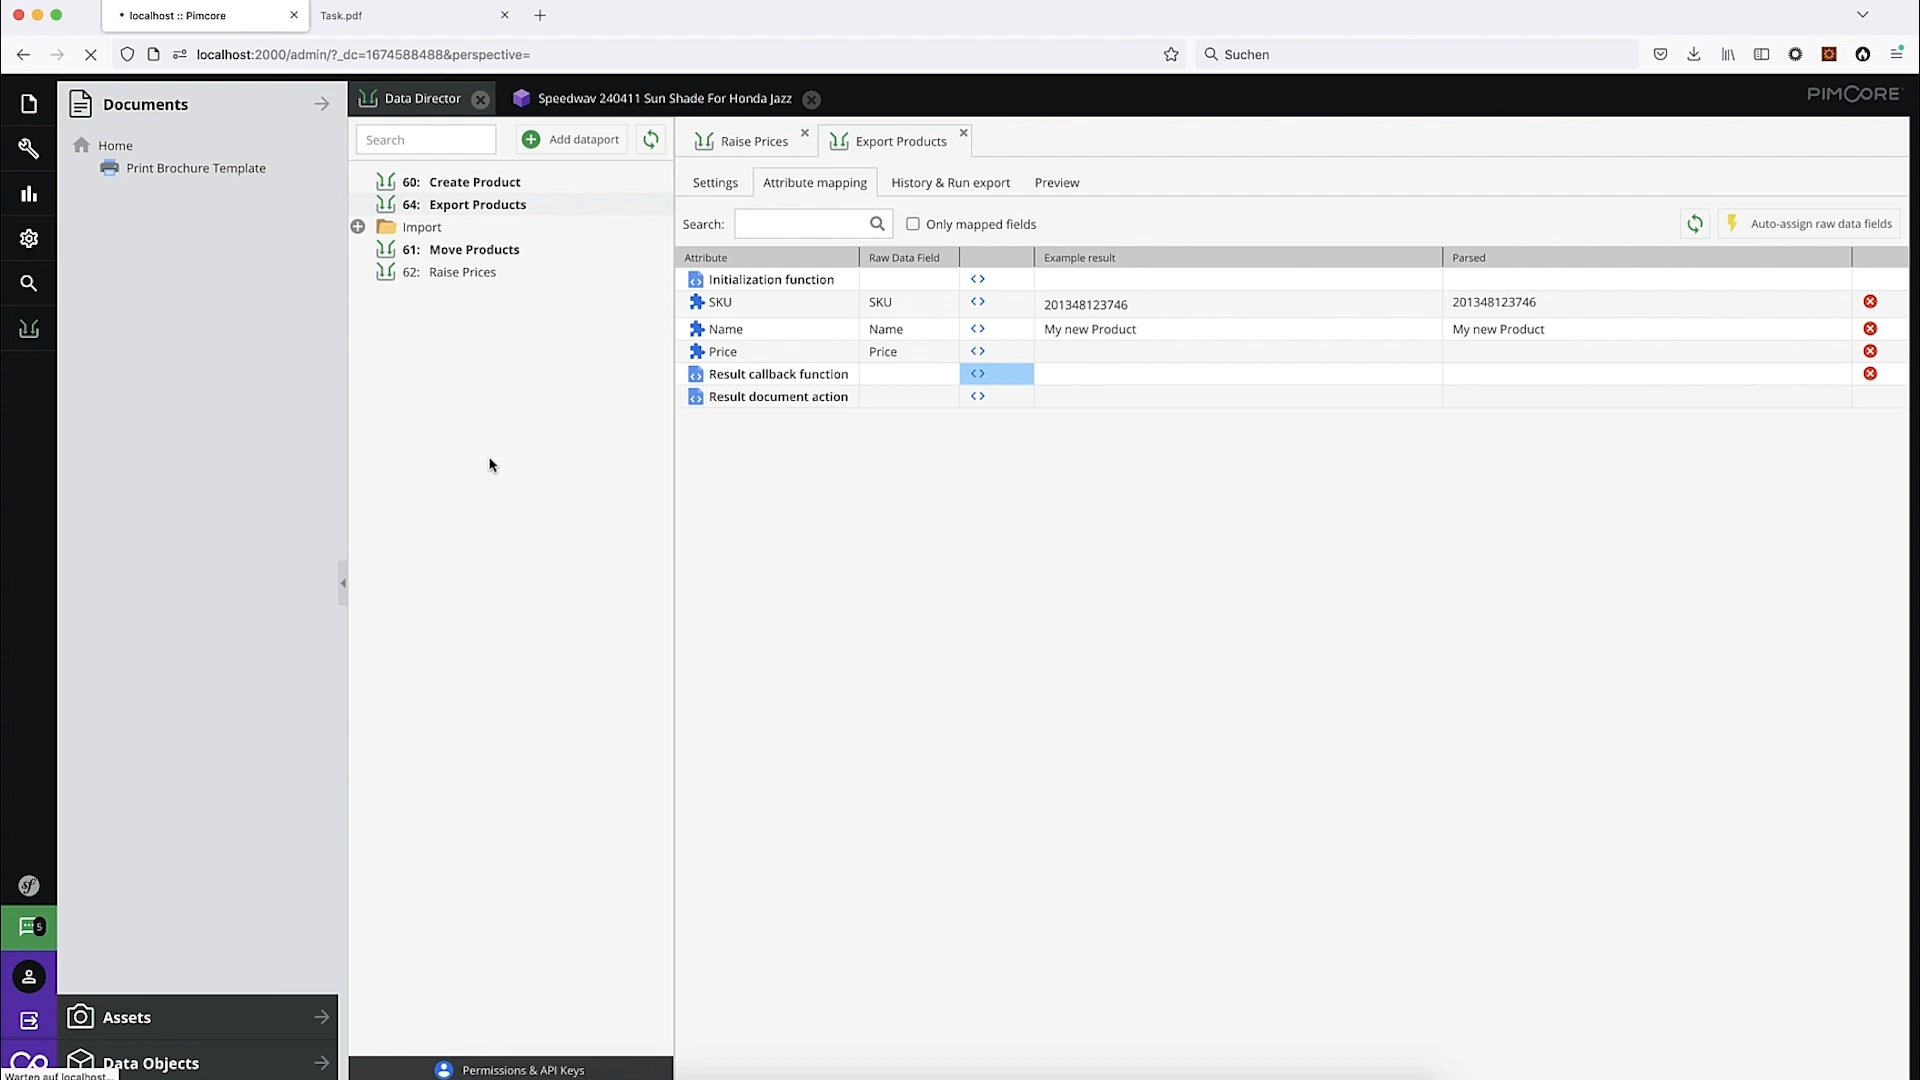 localhost :: Pimcore
Task.pdf
localhost:2000/admin/?_dc=1674588488&perspective=
Suchen
Documents
Data Director
Speedwav 240411 Sun Shade For Honda Jazz
PIMCORE
Home
Print Brochure Template
Search
Add dataport
60: Create Product
64: Export Products
Import
61: Move Products
62: Raise Prices
Raise Prices
Export Products
Settings
Attribute mapping
History & Run export
Preview
Search:
Only mapped fields
Auto-assign raw data fields
Attribute
Raw Data Field
Example result
Parsed
Initialization function
SKU
SKU
201348123746
201348123746
Name
Name
My new Product
My new Product
Price
Price
Result callback function
Result document action
sf
5
Assets
Data Objects
Permissions & API Keys
Warten auf localhost...